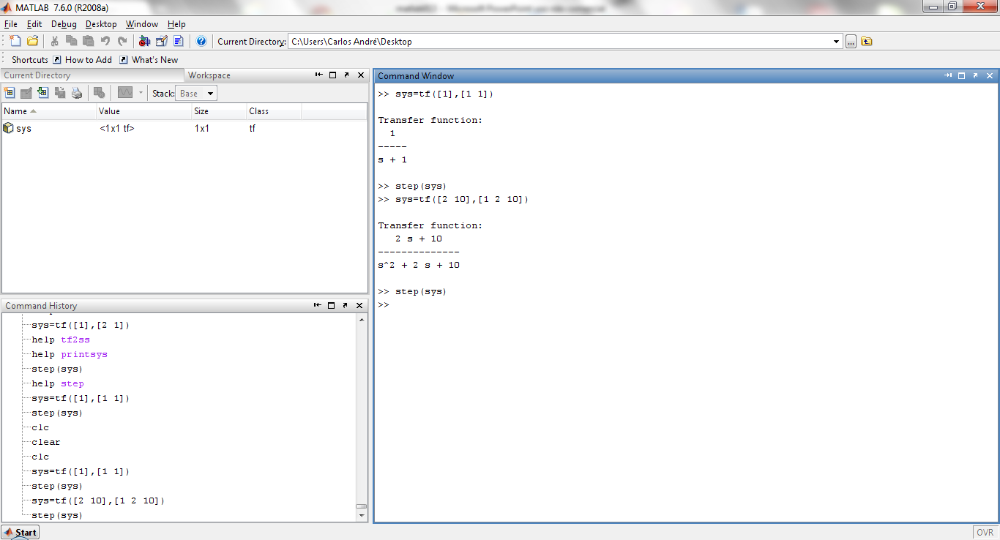 MATLAB 7.6.0 (R2008a)
File Edit Debug Desktop Window Help
Current Directory: C:\Users\Carlos André\Desktop
...
Shortcuts How to Add What's New
Current Directory Workspace
Stack: Base
Name Value Size Class
sys <1x1 tf> 1x1 tf
Command History
sys=tf([1],[2 1])
help tf2ss
help printsys
step(sys)
help step
sys=tf([1],[1 1])
step(sys)
clc
clear
clc
sys=tf([1],[1 1])
step(sys)
sys=tf([2 10],[1 2 10])
step(sys)
Command Window
>> sys=tf([1],[1 1])
Transfer function:
1
-----
s + 1
>> step(sys)
>> sys=tf([2 10],[1 2 10])
Transfer function:
2 s + 10
--------------
s^2 + 2 s + 10
>> step(sys)
>>
Start
OVR